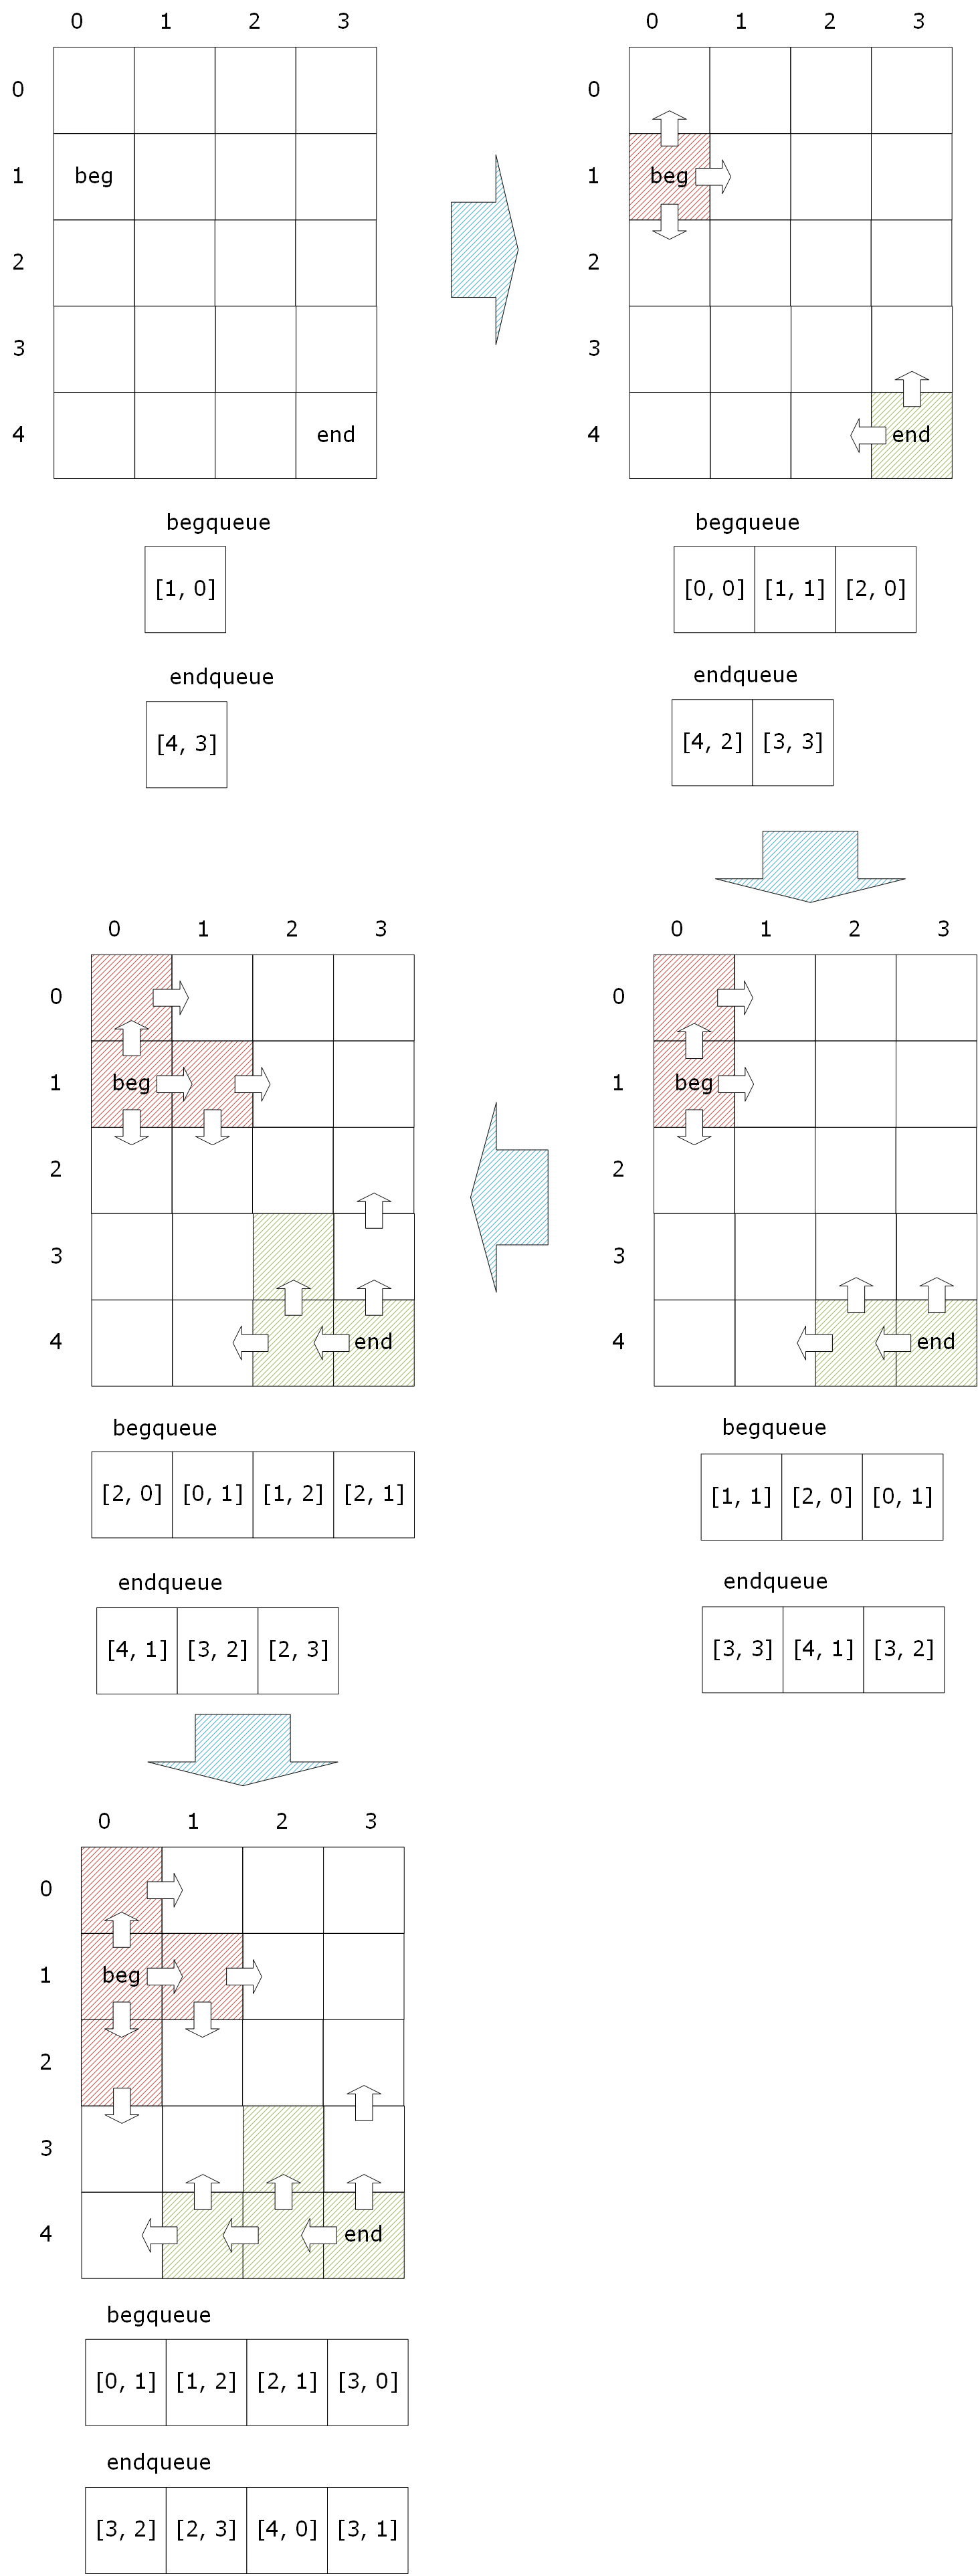 0 1 2 3
0
1 beg
2
3
4 end
begqueue
[1, 0]
endqueue
[4, 3]
0 1 2 3
0
1 beg
2
3
4 end
begqueue
[0, 0] [1, 1] [2, 0]
endqueue
[4, 2] [3, 3]
0 1 2 3
0
1 beg
2
3
4 end
begqueue
[1, 1] [2, 0] [0, 1]
endqueue
[3, 3] [4, 1] [3, 2]
0 1 2 3
0
1 beg
2
3
4 end
begqueue
[2, 0] [0, 1] [1, 2] [2, 1]
endqueue
[4, 1] [3, 2] [2, 3]
0 1 2 3
0
1 beg
2
3
4 end
begqueue
[0, 1] [1, 2] [2, 1] [3, 0]
endqueue
[3, 2] [2, 3] [4, 0] [3, 1]